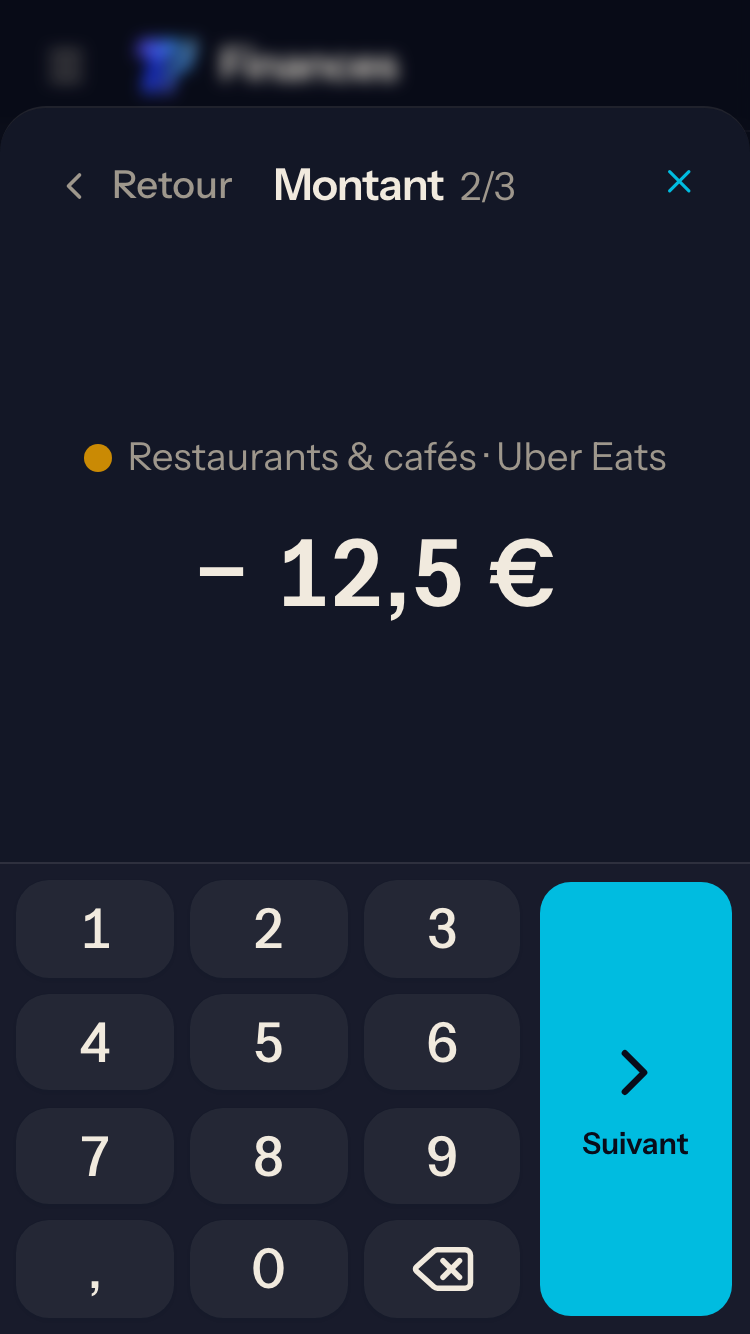 Finances
Retour Montant 2/3
Restaurants & cafés · Uber Eats
– 12,5 €
1 2 3
4 5 6
7 8 9
, 0
Suivant